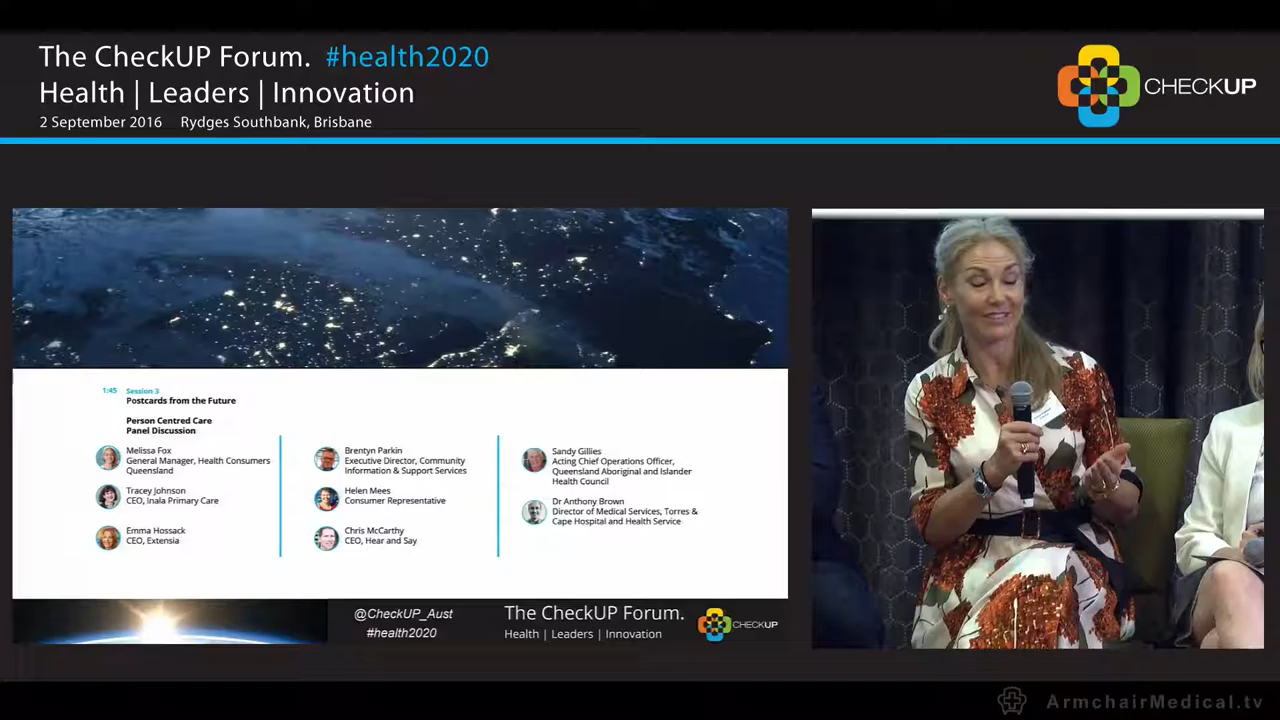 The CheckUP Forum. #health2020
Health | Leaders | Innovation
2 September 2016 Rydges Southbank, Brisbane
CHECKUP
1:45 Session 3
Postcards from the Future
Person Centred Care
Panel Discussion
Melissa Fox
General Manager, Health Consumers
Queensland
Tracey Johnson
CEO, Inala Primary Care
Emma Hossack
CEO, Extensia
Brentyn Parkin
Executive Director, Community
Information & Support Services
Helen Mees
Consumer Representative
Chris McCarthy
CEO, Hear and Say
Sandy Gillies
Acting Chief Operations Officer,
Queensland Aboriginal and Islander
Health Council
Dr Anthony Brown
Director of Medical Services, Torres &
Cape Hospital and Health Service
@CheckUP_Aust
#health2020
The CheckUP Forum.
Health | Leaders | Innovation
CHECKUP
ArmchairMedical.tv